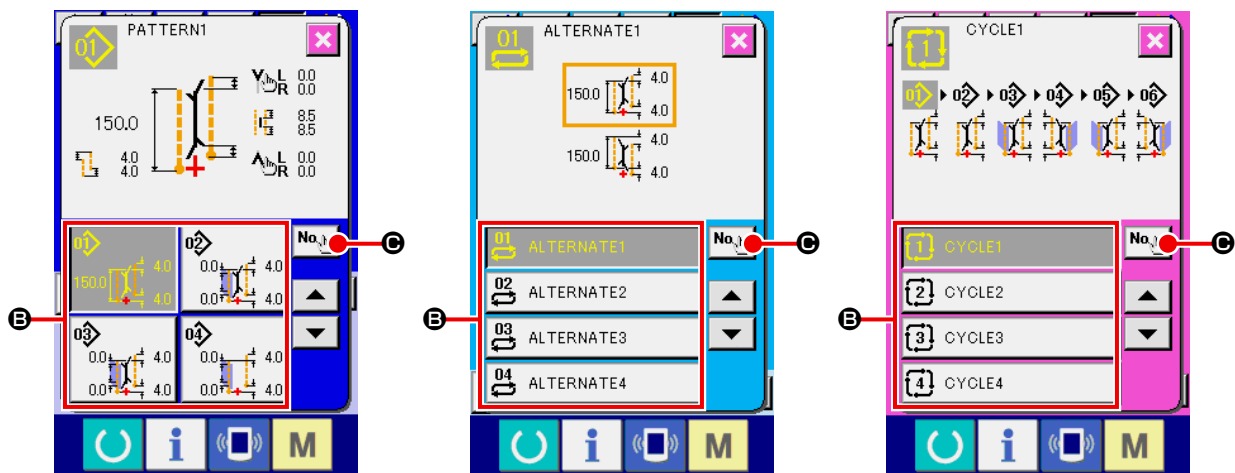 01 PATTERN1
L 0.0
R 0.0
150.0
8.5
8.5
4.0
4.0
L 0.0
R 0.0
01
150.0 4.0
4.0
02
0.0 4.0
0.0 4.0
No.
C
B
03
0.0 4.0
0.0 4.0
04
0.0 4.0
0.0 4.0
i M
01 ALTERNATE1
150.0 4.0
4.0
150.0 4.0
4.0
01 ALTERNATE1
No.
C
02 ALTERNATE2
B
03 ALTERNATE3
04 ALTERNATE4
i M
1 CYCLE1
01 02 03 04 05 06
1 CYCLE1
No.
C
2 CYCLE2
B
3 CYCLE3
4 CYCLE4
i M